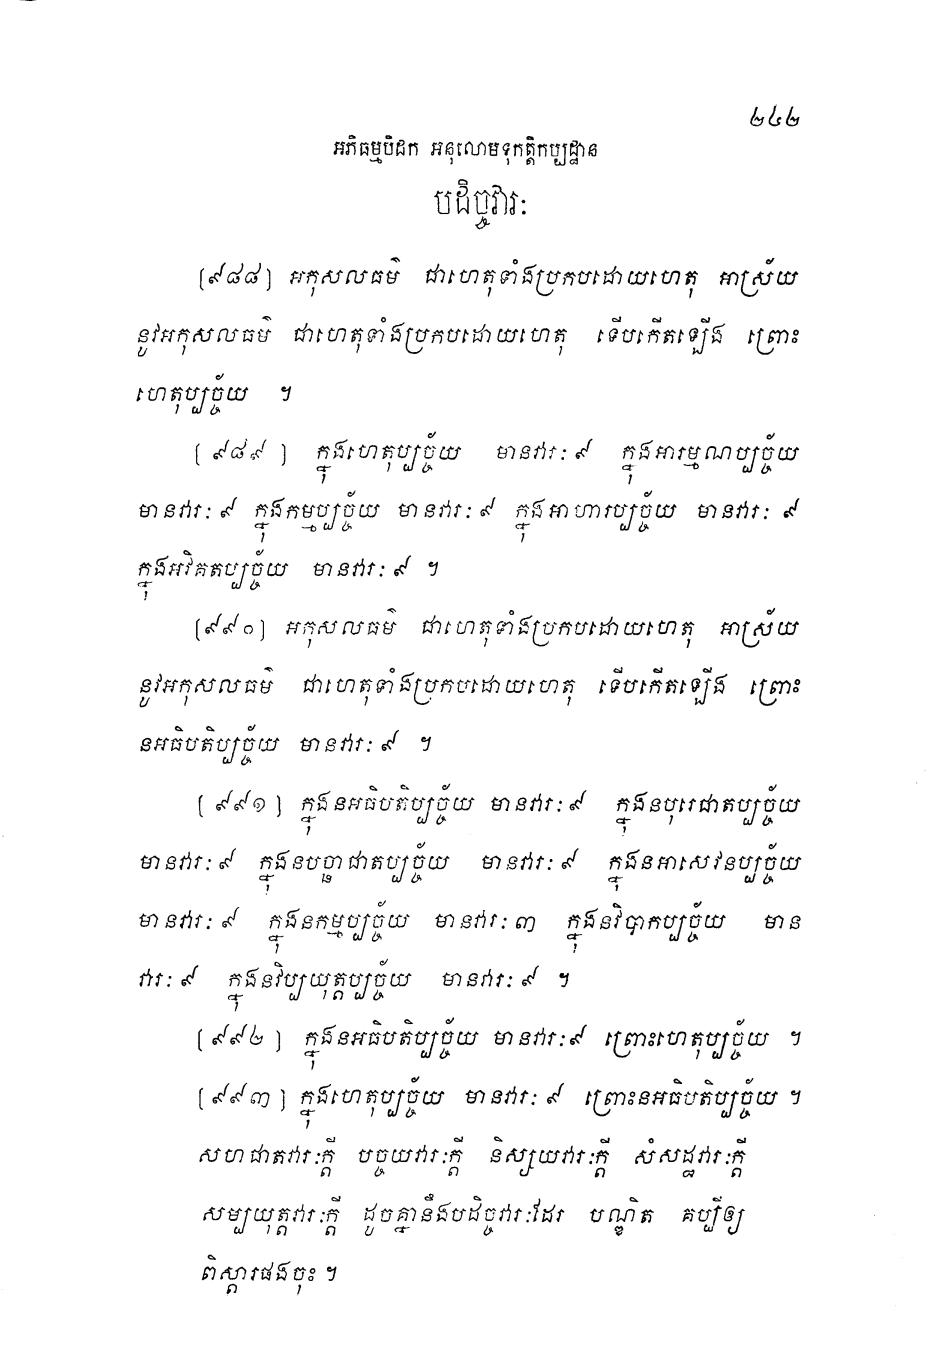 ២៤២
អភិធម្មបិដក អនុលោមទុកត្តិកប្បដ្ឋាន
បដិច្ចវារៈ
(៩៨៨) អកុសលធម៌ ជាហេតុទាំងប្រកបដោយហេតុ អាស្រ័យ
នូវអកុសលធម៌ ជាហេតុទាំងប្រកបដោយហេតុ ទើបកើតឡើង ព្រោះ
ហេតុប្បច្ច័យ ។
(៩៨៩) ក្នុងហេតុប្បច្ច័យ មានវារៈ ៩ ក្នុងអារម្មណប្បច្ច័យ
មានវារៈ ៩ ក្នុងកម្មប្បច្ច័យ មានវារៈ ៩ ក្នុងអាហារប្បច្ច័យ មានវារៈ ៩
ក្នុងអវិគតប្បច្ច័យ មានវារៈ ៩ ។
(៩៩០) អកុសលធម៌ ជាហេតុទាំងប្រកបដោយហេតុ អាស្រ័យ
នូវអកុសលធម៌ ជាហេតុទាំងប្រកបដោយហេតុ ទើបកើតឡើង ព្រោះ
នអធិបតិប្បច្ច័យ មានវារៈ ៩ ។
(៩៩១) ក្នុងនអធិបតិប្បច្ច័យ មានវារៈ ៩ ក្នុងនបុរេជាតប្បច្ច័យ
មានវារៈ ៩ ក្នុងនបច្ឆាជាតប្បច្ច័យ មានវារៈ ៩ ក្នុងនអាសេវនប្បច្ច័យ
មានវារៈ ៩ ក្នុងនកម្មប្បច្ច័យ មានវារៈ ៣ ក្នុងនវិបាកប្បច្ច័យ មាន
វារៈ ៩ ក្នុងនវិប្បយុត្តប្បច្ច័យ មានវារៈ ៩ ។
(៩៩២) ក្នុងនអធិបតិប្បច្ច័យ មានវារៈ ៩ ព្រោះហេតុប្បច្ច័យ ។
(៩៩៣) ក្នុងហេតុប្បច្ច័យ មានវារៈ ៩ ព្រោះនអធិបតិប្បច្ច័យ ។
សហជាតវារៈក្តី បច្ចយវារៈក្តី និស្សយវារៈក្តី សំសដ្ឋវារៈក្តី
សម្បយុត្តវារៈក្តី ដូចគ្នានឹងបដិច្ចវារៈដែរ បណ្ឌិត គប្បីឲ្យ
ពិស្តារផងចុះ ។